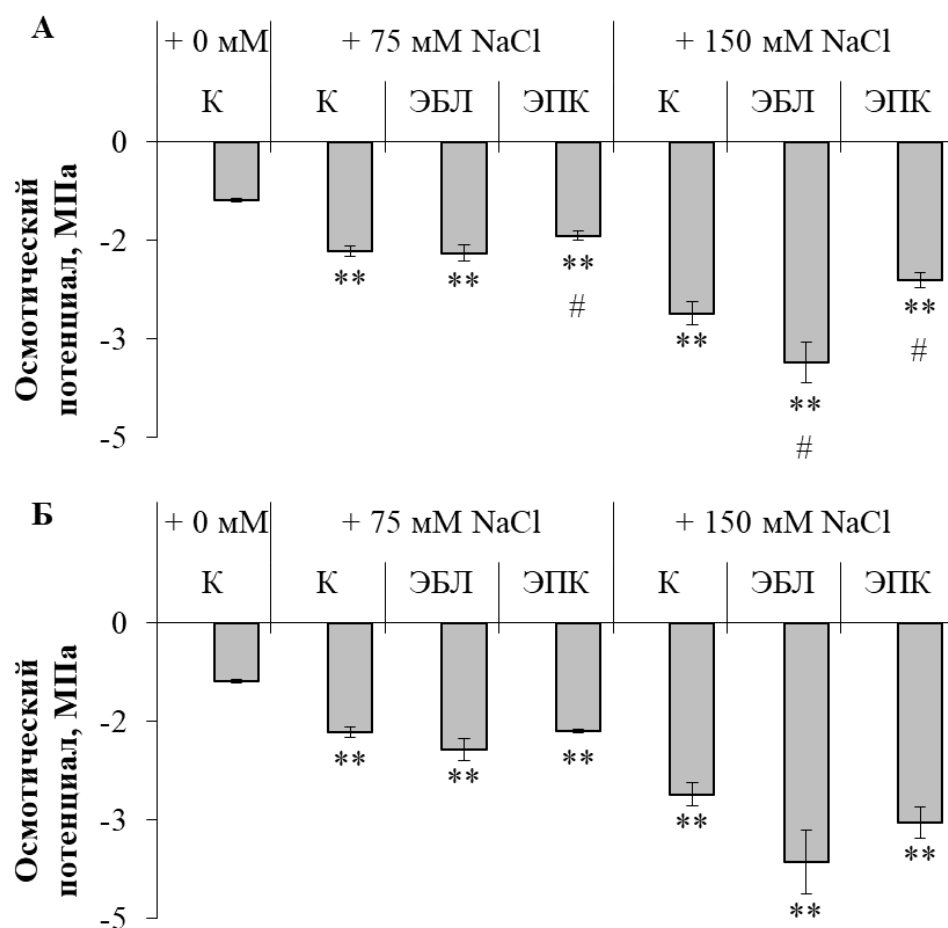 А
+ 0 мМ + 75 мМ NaCl + 150 мМ NaCl
К К ЭБЛ ЭПК К ЭБЛ ЭПК
Осмотический
потенциал, МПа
0
-2
-3
-5
** ** ** ** ** **
# # #
Б
+ 0 мМ + 75 мМ NaCl + 150 мМ NaCl
К К ЭБЛ ЭПК К ЭБЛ ЭПК
Осмотический
потенциал, МПа
0
-2
-3
-5
** ** ** ** ** **